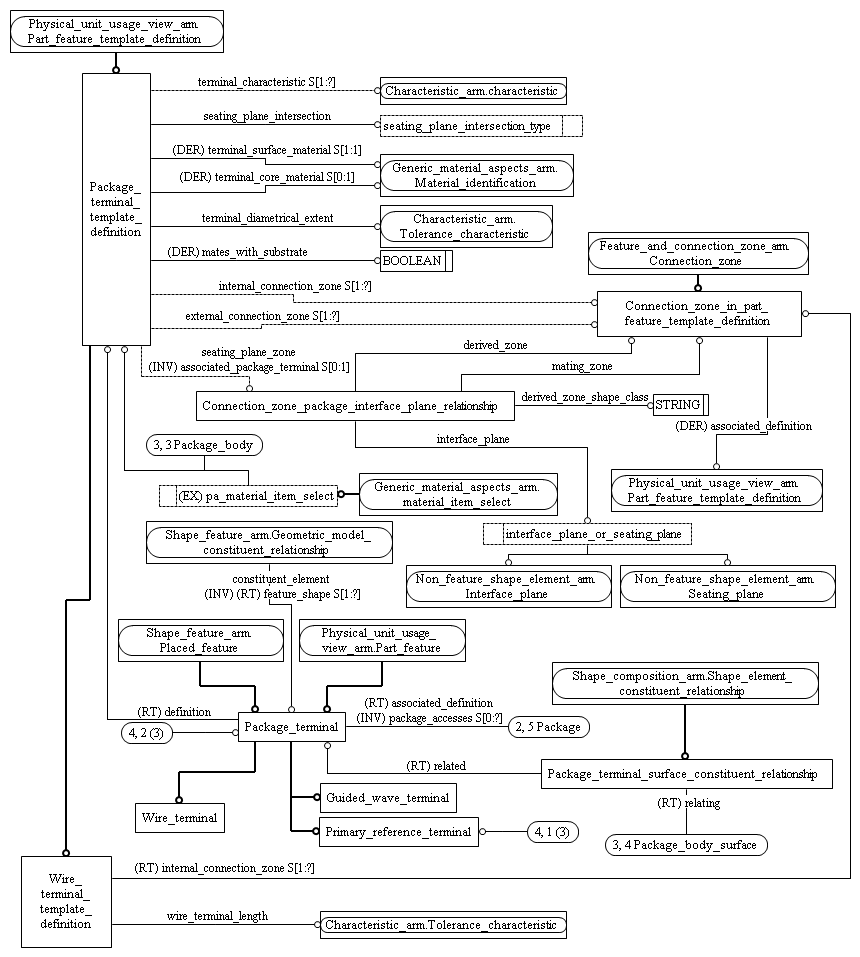 Physical_unit_usage_view_arm.
Part_feature_template_definition
terminal_characteristic S[1:?]
Characteristic_arm.characteristic
seating_plane_intersection
seating_plane_intersection_type
(DER) terminal_surface_material S[1:1]
Generic_material_aspects_arm.
Material_identification
(DER) terminal_core_material S[0:1]
Package_
terminal_
template_
definition
terminal_diametrical_extent
Characteristic_arm.
Tolerance_characteristic
(DER) mates_with_substrate
BOOLEAN
Feature_and_connection_zone_arm.
Connection_zone
internal_connection_zone S[1:?]
external_connection_zone S[1:?]
Connection_zone_in_part_
feature_template_definition
seating_plane_zone
(INV) associated_package_terminal S[0:1]
derived_zone
mating_zone
Connection_zone_package_interface_plane_relationship
derived_zone_shape_class
STRING
(DER) associated_definition
interface_plane
3, 3 Package_body
(EX) pa_material_item_select
Generic_material_aspects_arm.
material_item_select
Physical_unit_usage_view_arm.
Part_feature_template_definition
Shape_feature_arm.Geometric_model_
constituent_relationship
interface_plane_or_seating_plane
constituent_element
(INV) (RT) feature_shape S[1:?]
Non_feature_shape_element_arm.
Interface_plane
Non_feature_shape_element_arm.
Seating_plane
Shape_feature_arm.
Placed_feature
Physical_unit_usage_
view_arm.Part_feature
Shape_composition_arm.Shape_element_
constituent_relationship
(RT) definition
4, 2 (3)
Package_terminal
(RT) associated_definition
(INV) package_accesses S[0:?]
2, 5 Package
(RT) related
Package_terminal_surface_constituent_relationship
Wire_terminal
Guided_wave_terminal
(RT) relating
Primary_reference_terminal
4, 1 (3)
3, 4 Package_body_surface
Wire_
terminal_
template_
definition
(RT) internal_connection_zone S[1:?]
wire_terminal_length
Characteristic_arm.Tolerance_characteristic